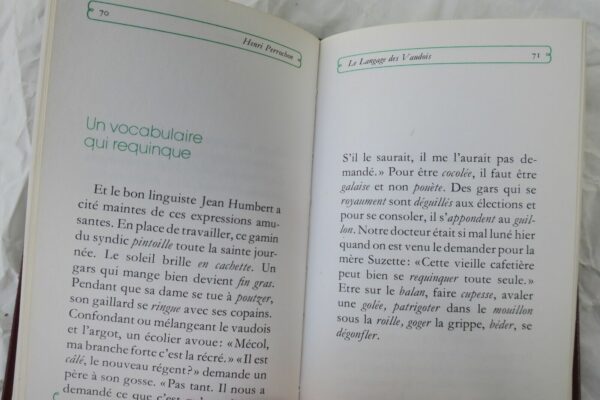 70
Henri Perrochon
Un vocabulaire
qui requinque
Et le bon linguiste Jean Humbert a
cité maintes de ces expressions amu-
santes. En place de travailler, ce gamin
du syndic pintoille toute la sainte jour-
née. Le soleil brille en cachette. Un
gars qui mange bien devient fin gras.
Pendant que sa dame se tue à poutzer,
son gaillard se ringue avec ses copains.
Confondant ou mélangeant le vaudois
et l'argot, un écolier avoue: «Mécol,
ma branche forte c'est la récré.» «Il est
câlé, le nouveau régent?» demande un
père à son gosse. «Pas tant. Il nous a
demandé ce que c'est
Le Langage des Vaudois
71
S'il le saurait, il me l'aurait pas de-
mandé.» Pour être cocolée, il faut être
galaise et non pouète. Des gars qui se
royaument sont déguillés aux élections et
pour se consoler, il s'appondent au guil-
lon. Notre docteur était si mal luné hier
quand on est venu le demander pour la
mère Suzette: «Cette vieille cafetière
peut bien se requinquer toute seule.»
Etre sur le balan, faire cupesse, avaler
une golée, patrigoter dans le mouillon
sous la roille, goger la grippe, béder, se
dégonfler.